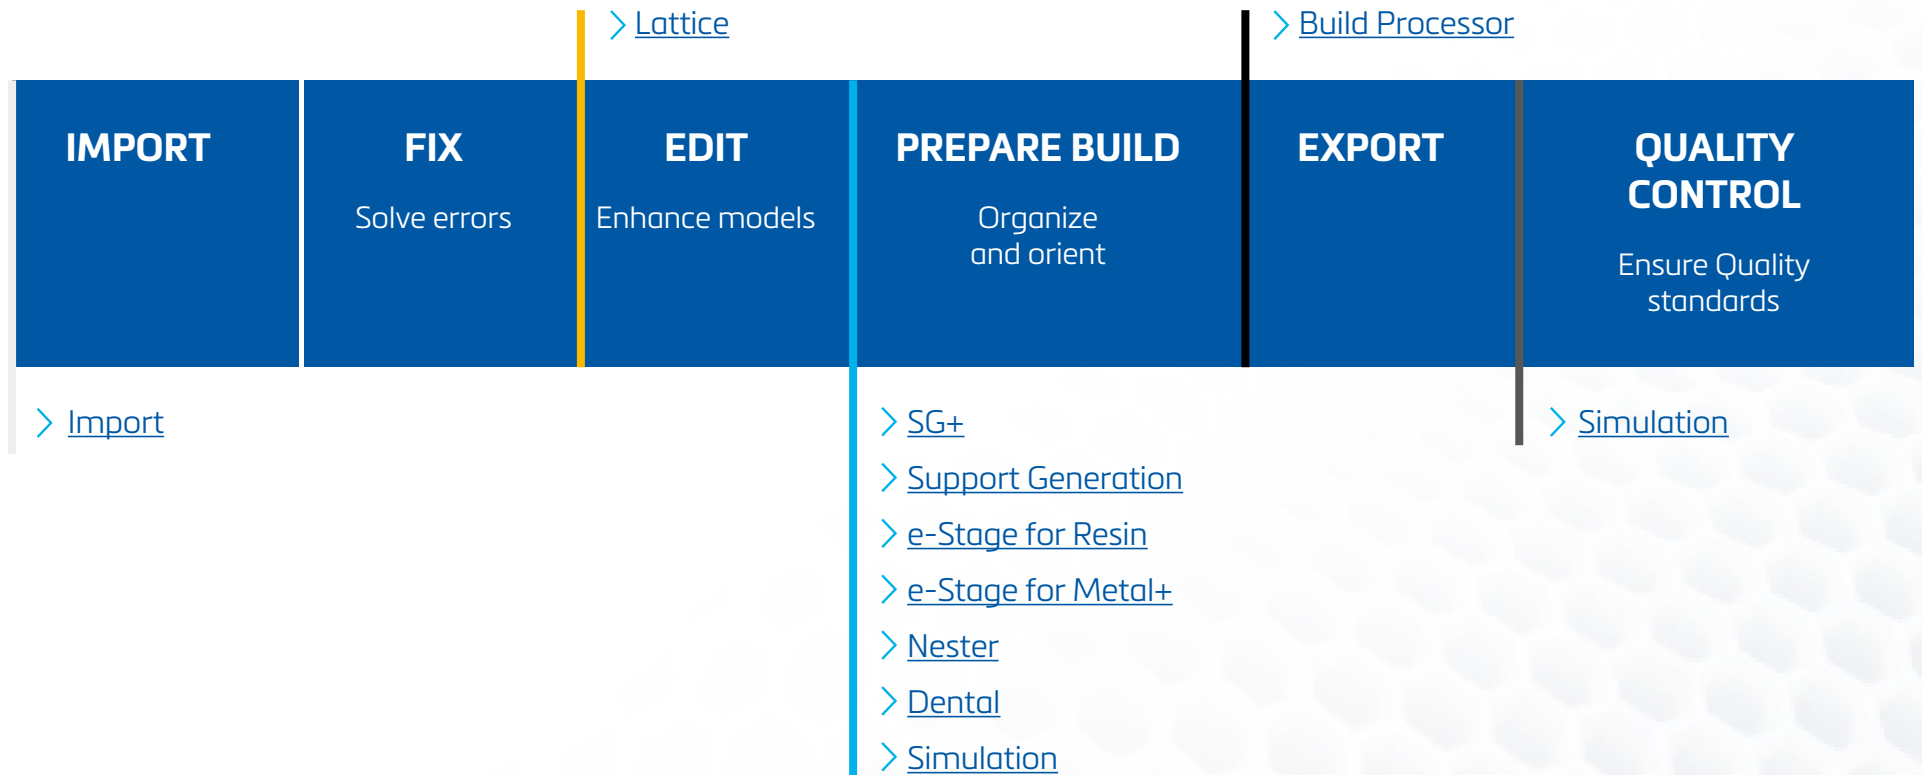 Lattice
Build Processor
IMPORT
FIX
Solve errors
EDIT
Enhance models
PREPARE BUILD
Organize
and orient
EXPORT
QUALITY
CONTROL
Ensure Quality
standards
Import
SG+
Support Generation
e-Stage for Resin
e-Stage for Metal+
Nester
Dental
Simulation
Simulation